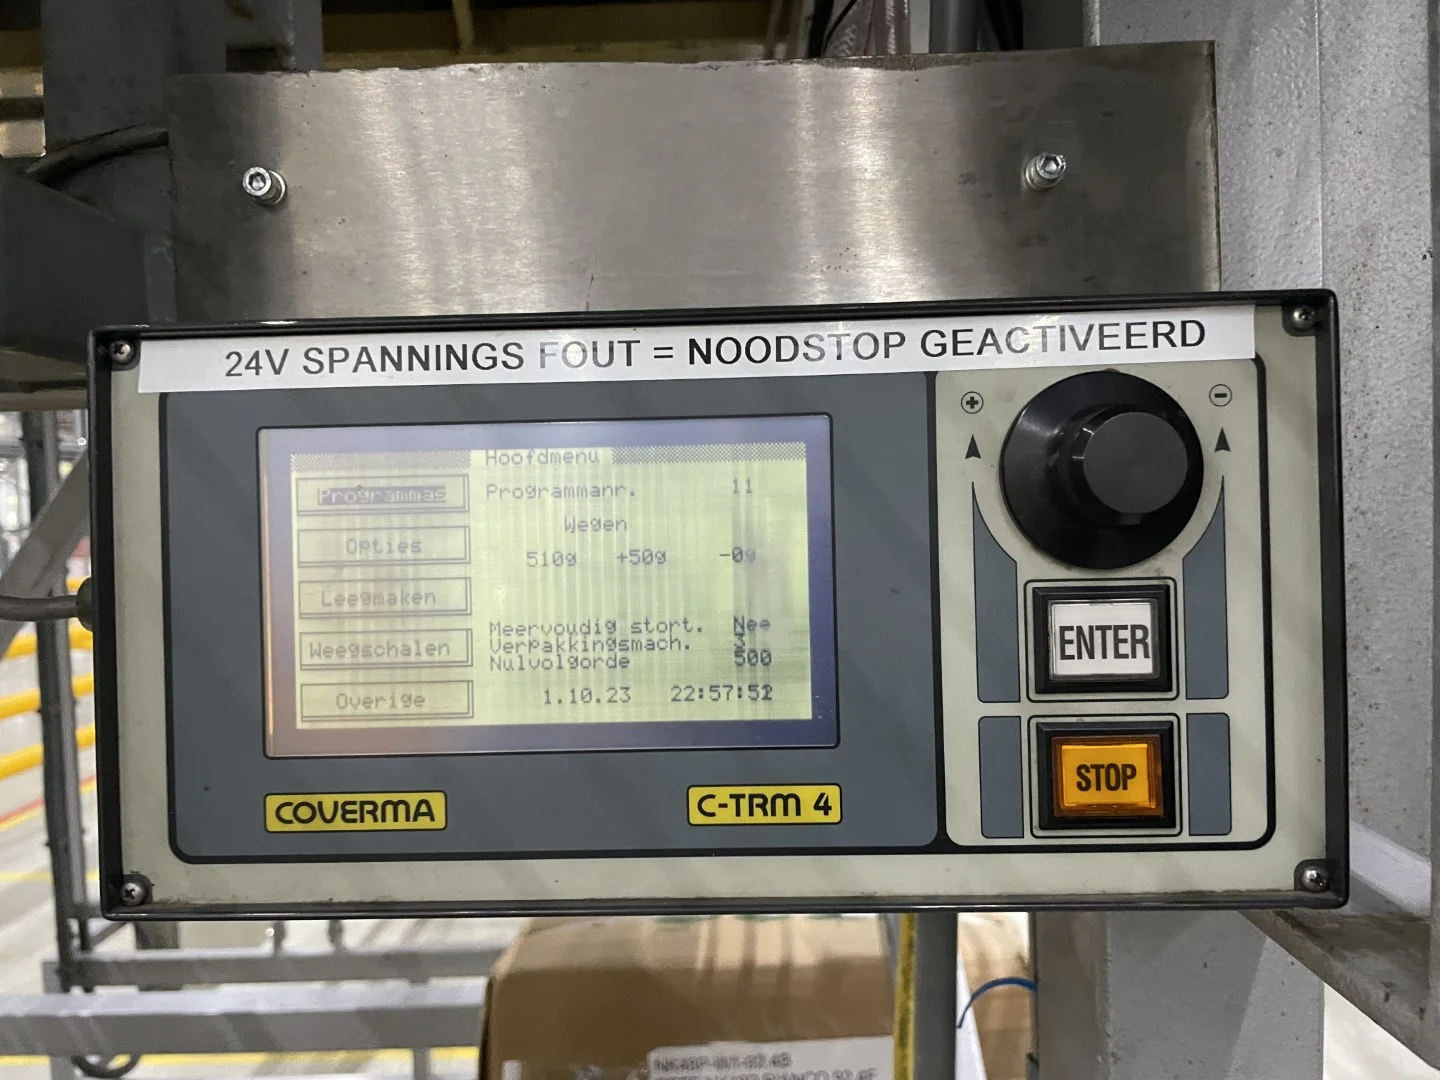 24V SPANNINGS FOUT = NOODSTOP GEACTIVEERD
Hoofdmenu
Programmas
Opties
Leegmaken
Weegschalen
Overige
Programmanr. 11
Wegen
510g +50g -0g
Meervoudig stort. Nee
Verpakkingsmach. 3
Nulvolgorde 500
1.10.23 22:57:52
+
-
ENTER
STOP
COVERMA
C-TRM 4